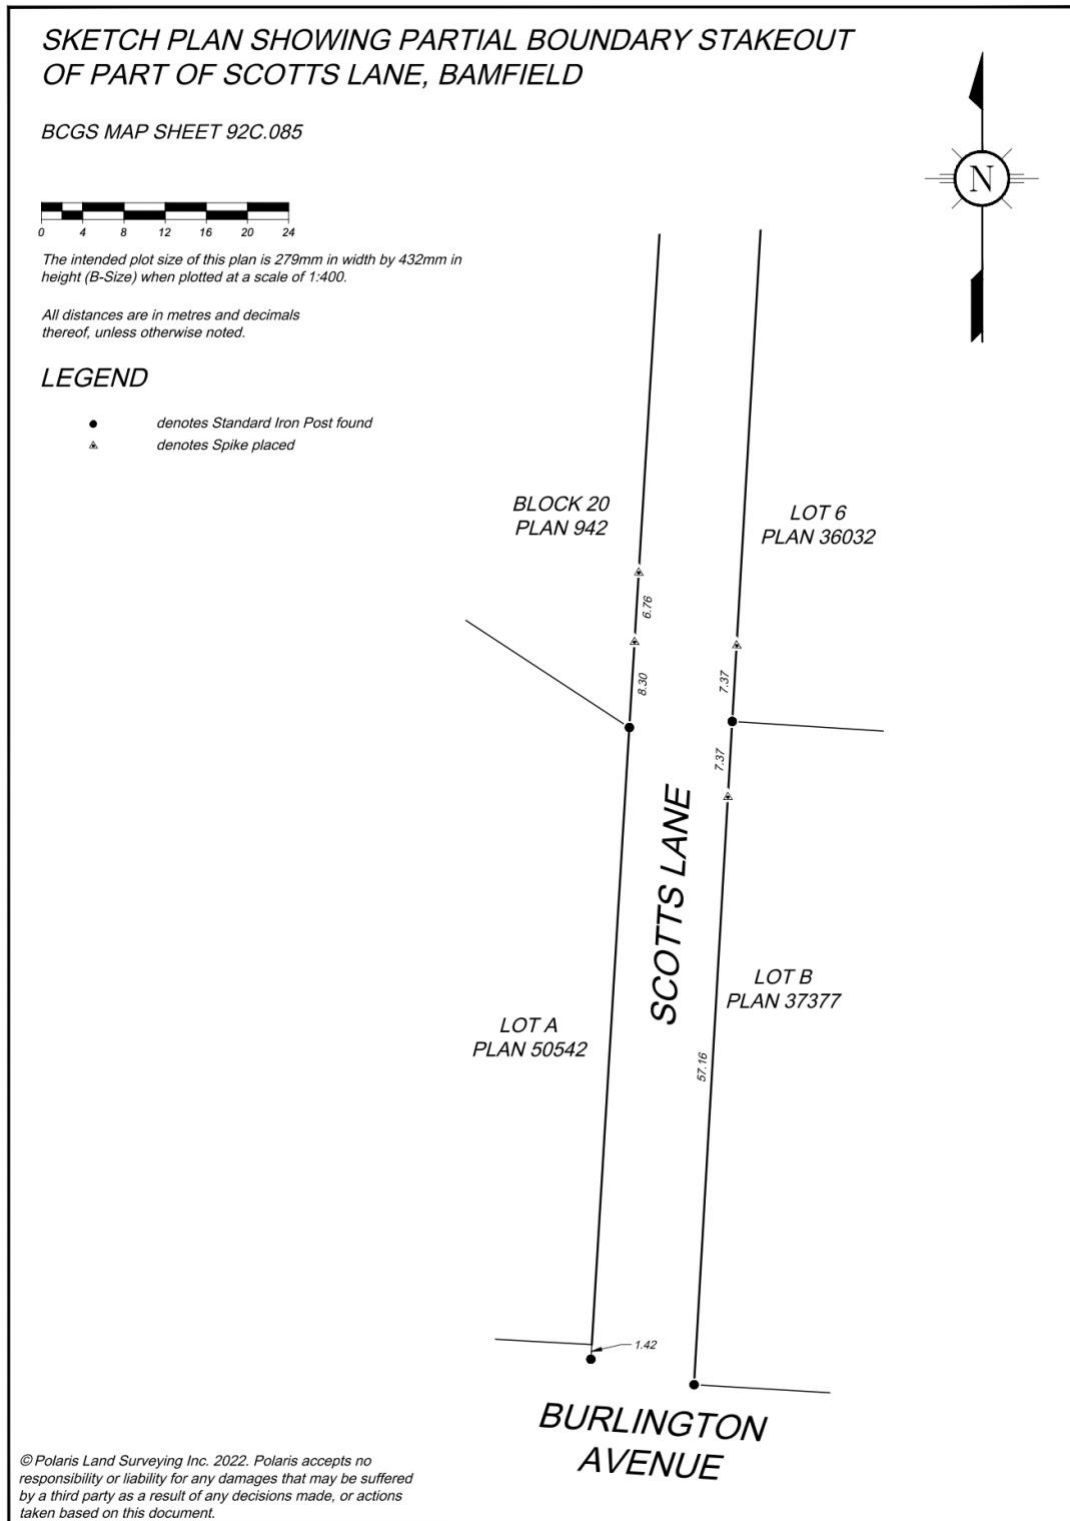 SKETCH PLAN SHOWING PARTIAL BOUNDARY STAKEOUT
OF PART OF SCOTTS LANE, BAMFIELD
BCGS MAP SHEET 92C.085
N
0 4 8 12 16 20 24
The intended plot size of this plan is 279mm in width by 432mm in
height (B-Size) when plotted at a scale of 1:400.
All distances are in metres and decimals
thereof, unless otherwise noted.
LEGEND
denotes Standard Iron Post found
denotes Spike placed
BLOCK 20
PLAN 942
LOT 6
PLAN 36032
6.76
8.30
7.37
7.37
SCOTTS LANE
LOT B
PLAN 37377
LOT A
PLAN 50542
57.16
1.42
BURLINGTON
AVENUE
© Polaris Land Surveying Inc. 2022. Polaris accepts no
responsibility or liability for any damages that may be suffered
by a third party as a result of any decisions made, or actions
taken based on this document.